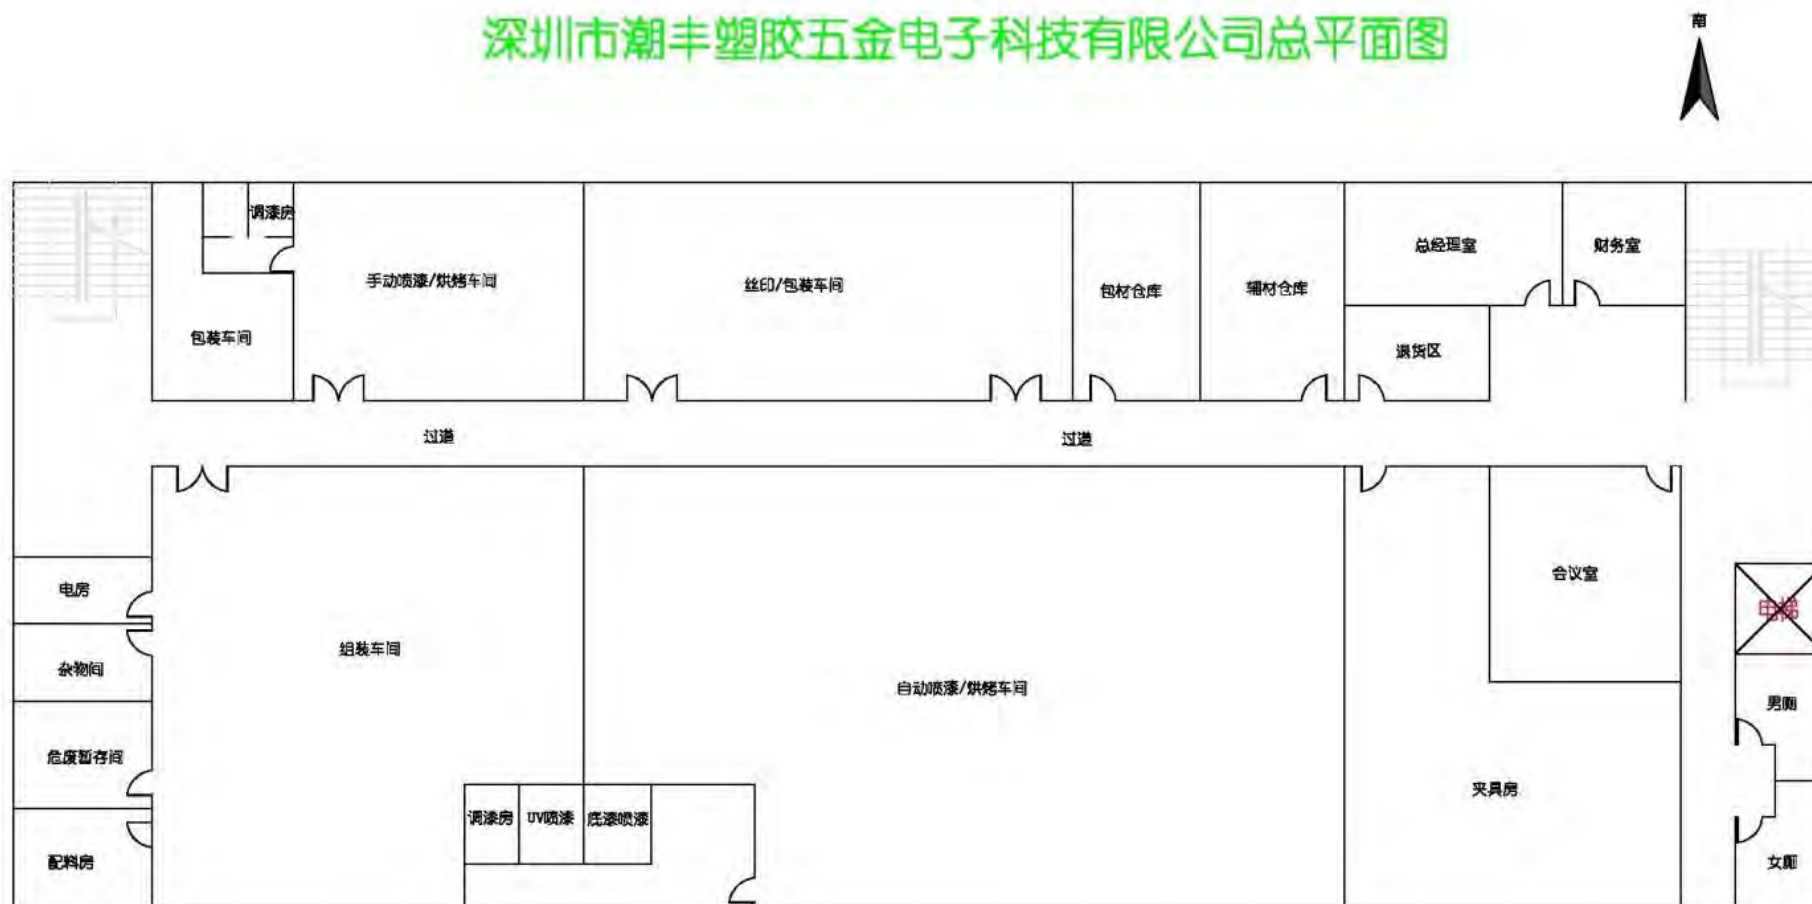 深圳市潮丰塑胶五金电子科技有限公司总平面图
南
调漆房
手动喷漆/烘烤车间
丝印/包装车间
包材仓库
辅材仓库
总经理室
财务室
包装车间
退货区
过道
过道
电房
杂物间
危废暂存间
配料房
组装车间
自动喷漆/烘烤车间
会议室
电梯
男厕
夹具房
调漆房
UV喷漆
底漆喷漆
女厕